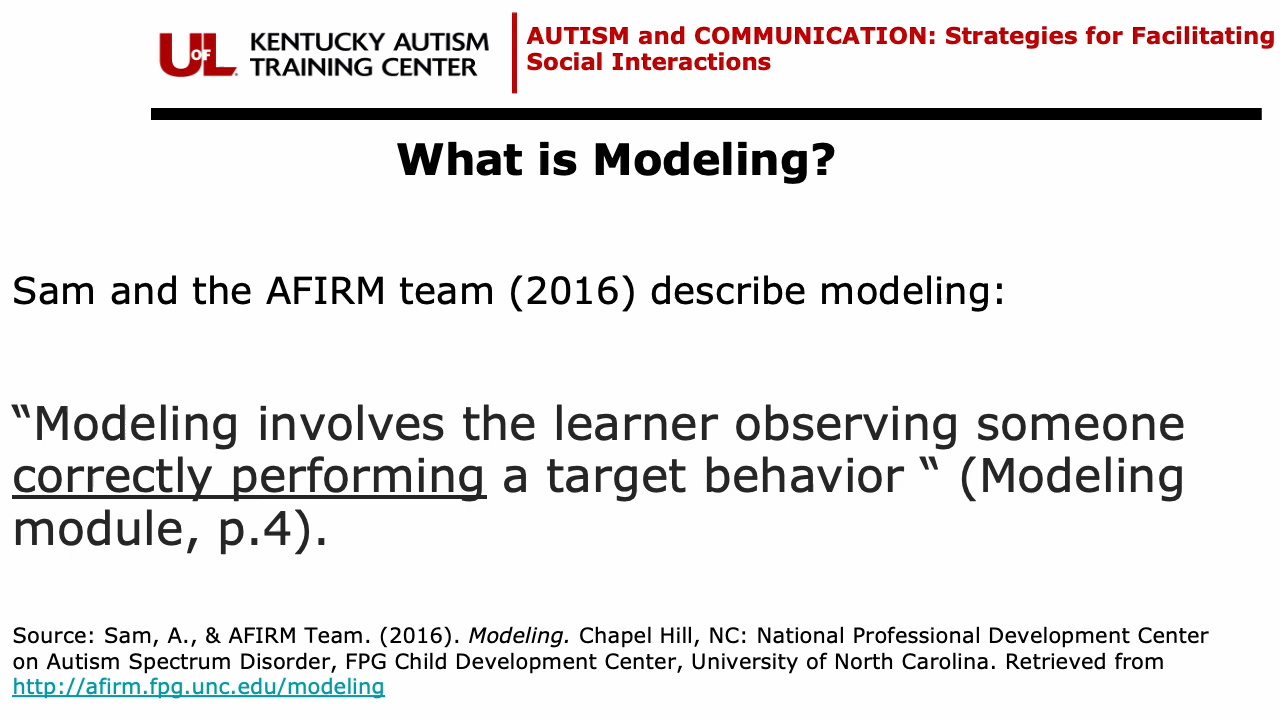 UofL KENTUCKY AUTISM
TRAINING CENTER
AUTISM and COMMUNICATION: Strategies for Facilitating
Social Interactions
What is Modeling?
Sam and the AFIRM team (2016) describe modeling:
“Modeling involves the learner observing someone
correctly performing a target behavior “ (Modeling
module, p.4).
Source: Sam, A., & AFIRM Team. (2016). Modeling. Chapel Hill, NC: National Professional Development Center
on Autism Spectrum Disorder, FPG Child Development Center, University of North Carolina. Retrieved from
http://afirm.fpg.unc.edu/modeling